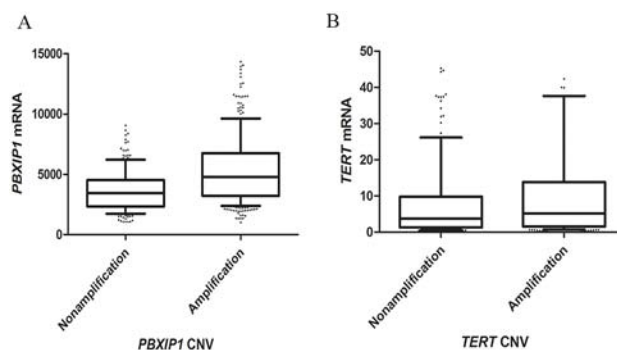 A
PBXIP1 mRNA
15000
10000
5000
0
Nonamplification
Amplification
PBXIP1 CNV
B
TERT mRNA
50
40
30
20
10
0
Nonamplification
Amplification
TERT CNV